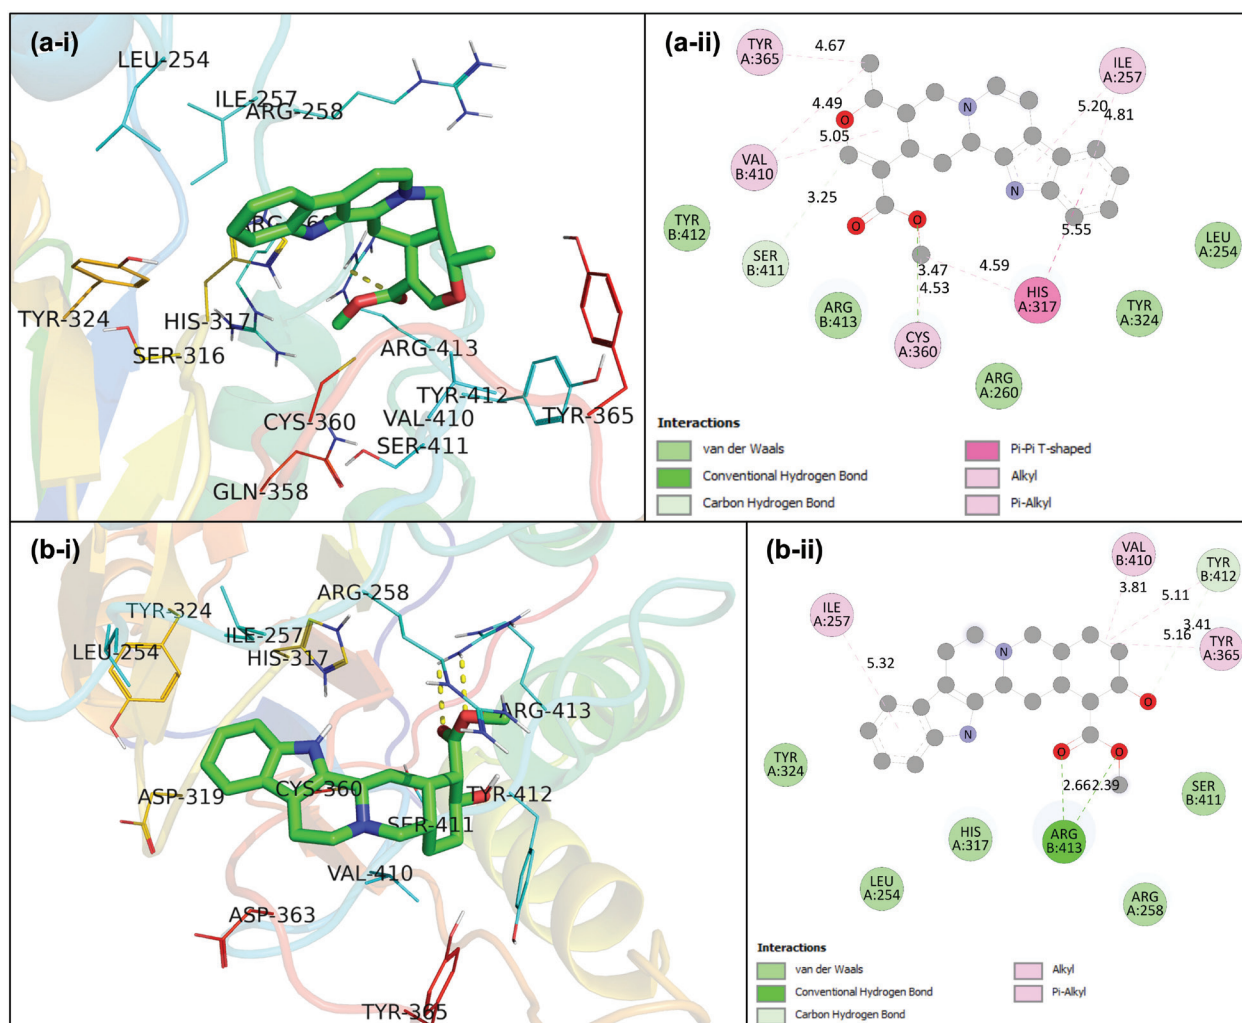 (a-i)
LEU-254
ILE-257
ARG-258
TYR-324
HIS-317
SER-316
ARG-413
TYR-412
CYS-360
VAL-410
TYR-365
SER-411
GLN-358
(a-ii)
TYR
A:365
4.67
ILE
A:257
4.49
5.20
4.81
O
N
5.05
VAL
B:410
3.25
N
TYR
B:412
O
O
5.55
LEU
A:254
SER
B:411
3.47
4.59
4.53
HIS
A:317
ARG
B:413
TYR
A:324
CYS
A:360
ARG
A:260
Interactions
van der Waals
Conventional Hydrogen Bond
Carbon Hydrogen Bond
Pi-Pi T-shaped
Alkyl
Pi-Alkyl
(b-i)
ARG-258
TYR-324
ILE-257
LEU-254
HIS-317
ARG-413
CYS-360
TYR-412
ASP-319
SER-411
VAL-410
ASP-363
TYR-365
(b-ii)
VAL
B:410
TYR
B:412
3.81
5.11
ILE
A:257
3.41
5.16
TYR
A:365
N
5.32
O
N
O
O
TYR
A:324
2.66
2.39
SER
B:411
HIS
A:317
ARG
B:413
LEU
A:254
ARG
A:258
Interactions
van der Waals
Conventional Hydrogen Bond
Carbon Hydrogen Bond
Alkyl
Pi-Alkyl